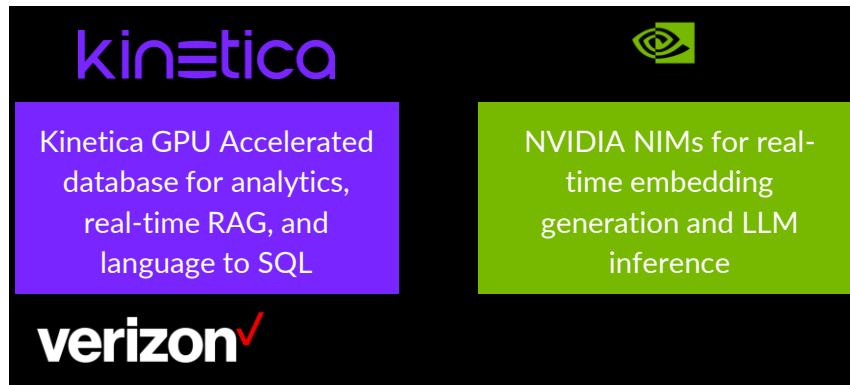 kinetica
Kinetica GPU Accelerated
database for analytics,
real-time RAG, and
language to SQL
NVIDIA NIMs for real-
time embedding
generation and LLM
inference
verizon